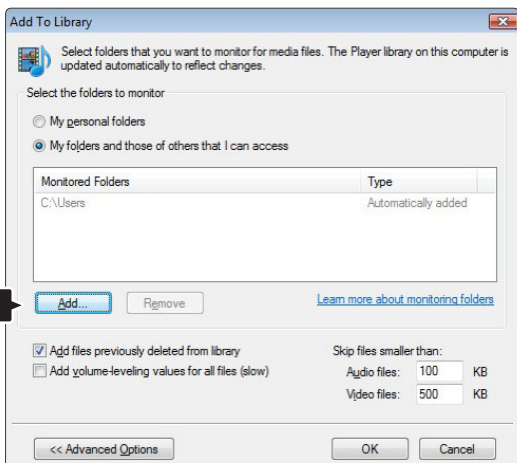 Add To Library
Select folders that you want to monitor for media files. The Player library on this computer is
updated automatically to reflect changes.
Select the folders to monitor
My personal folders
My folders and those of others that I can access
Monitored Folders Type
C:\Users Automatically added
Add... Remove Learn more about monitoring folders
Add files previously deleted from library Skip files smaller than:
Add volume-leveling values for all files (slow) Audio files: 100 KB
Video files: 500 KB
<< Advanced Options OK Cancel